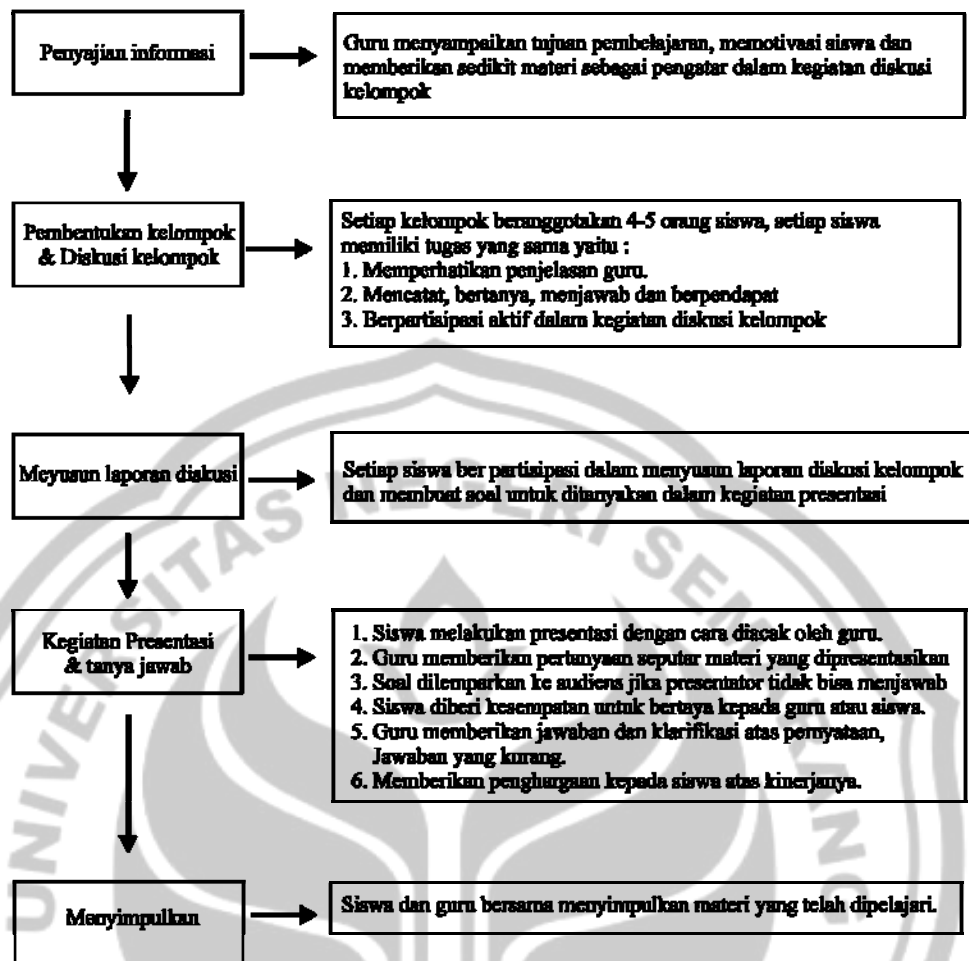 Penyajian informasi
Guru menyampaikan tujuan pembelajaran, memotivasi siswa dan
memberikan sedikit materi sebagai pengatar dalam kegiatan diskusi
kelompok
Pembentukan kelompok
& Diskusi kelompok
Setiap kelompok beranggotakan 4-5 orang siswa, setiap siswa
memiliki tugas yang sama yaitu :
1. Memperhatikan penjelasan guru.
2. Mencatat, bertanya, menjawab dan berpendapat
3. Berpartisipasi aktif dalam kegiatan diskusi kelompok
Meyusun laporan diskusi
Setiap siswa ber partisipasi dalam menyusun laporan diskusi kelompok
dan membuat soal untuk ditanyakan dalam kegiatan presentasi
Kegiatan Presentasi
& tanya jawab
1. Siswa melakukan presentasi dengan cara diacak oleh guru.
2. Guru memberikan pertanyaan seputar materi yang dipresentasikan
3. Soal dilemparkan ke audiens jika presentator tidak bisa menjawab
4. Siswa diberi kesempatan untuk bertaya kepada guru atau siswa.
5. Guru memberikan jawaban dan klarifikasi atas pernyataan,
Jawaban yang kurang.
6. Memberikan penghargaan kepada siswa atas kinerjanya.
Menyimpulkan
Siswa dan guru bersama menyimpulkan materi yang telah dipelajari.
UNIVERSITAS NEGERI SEMARANG